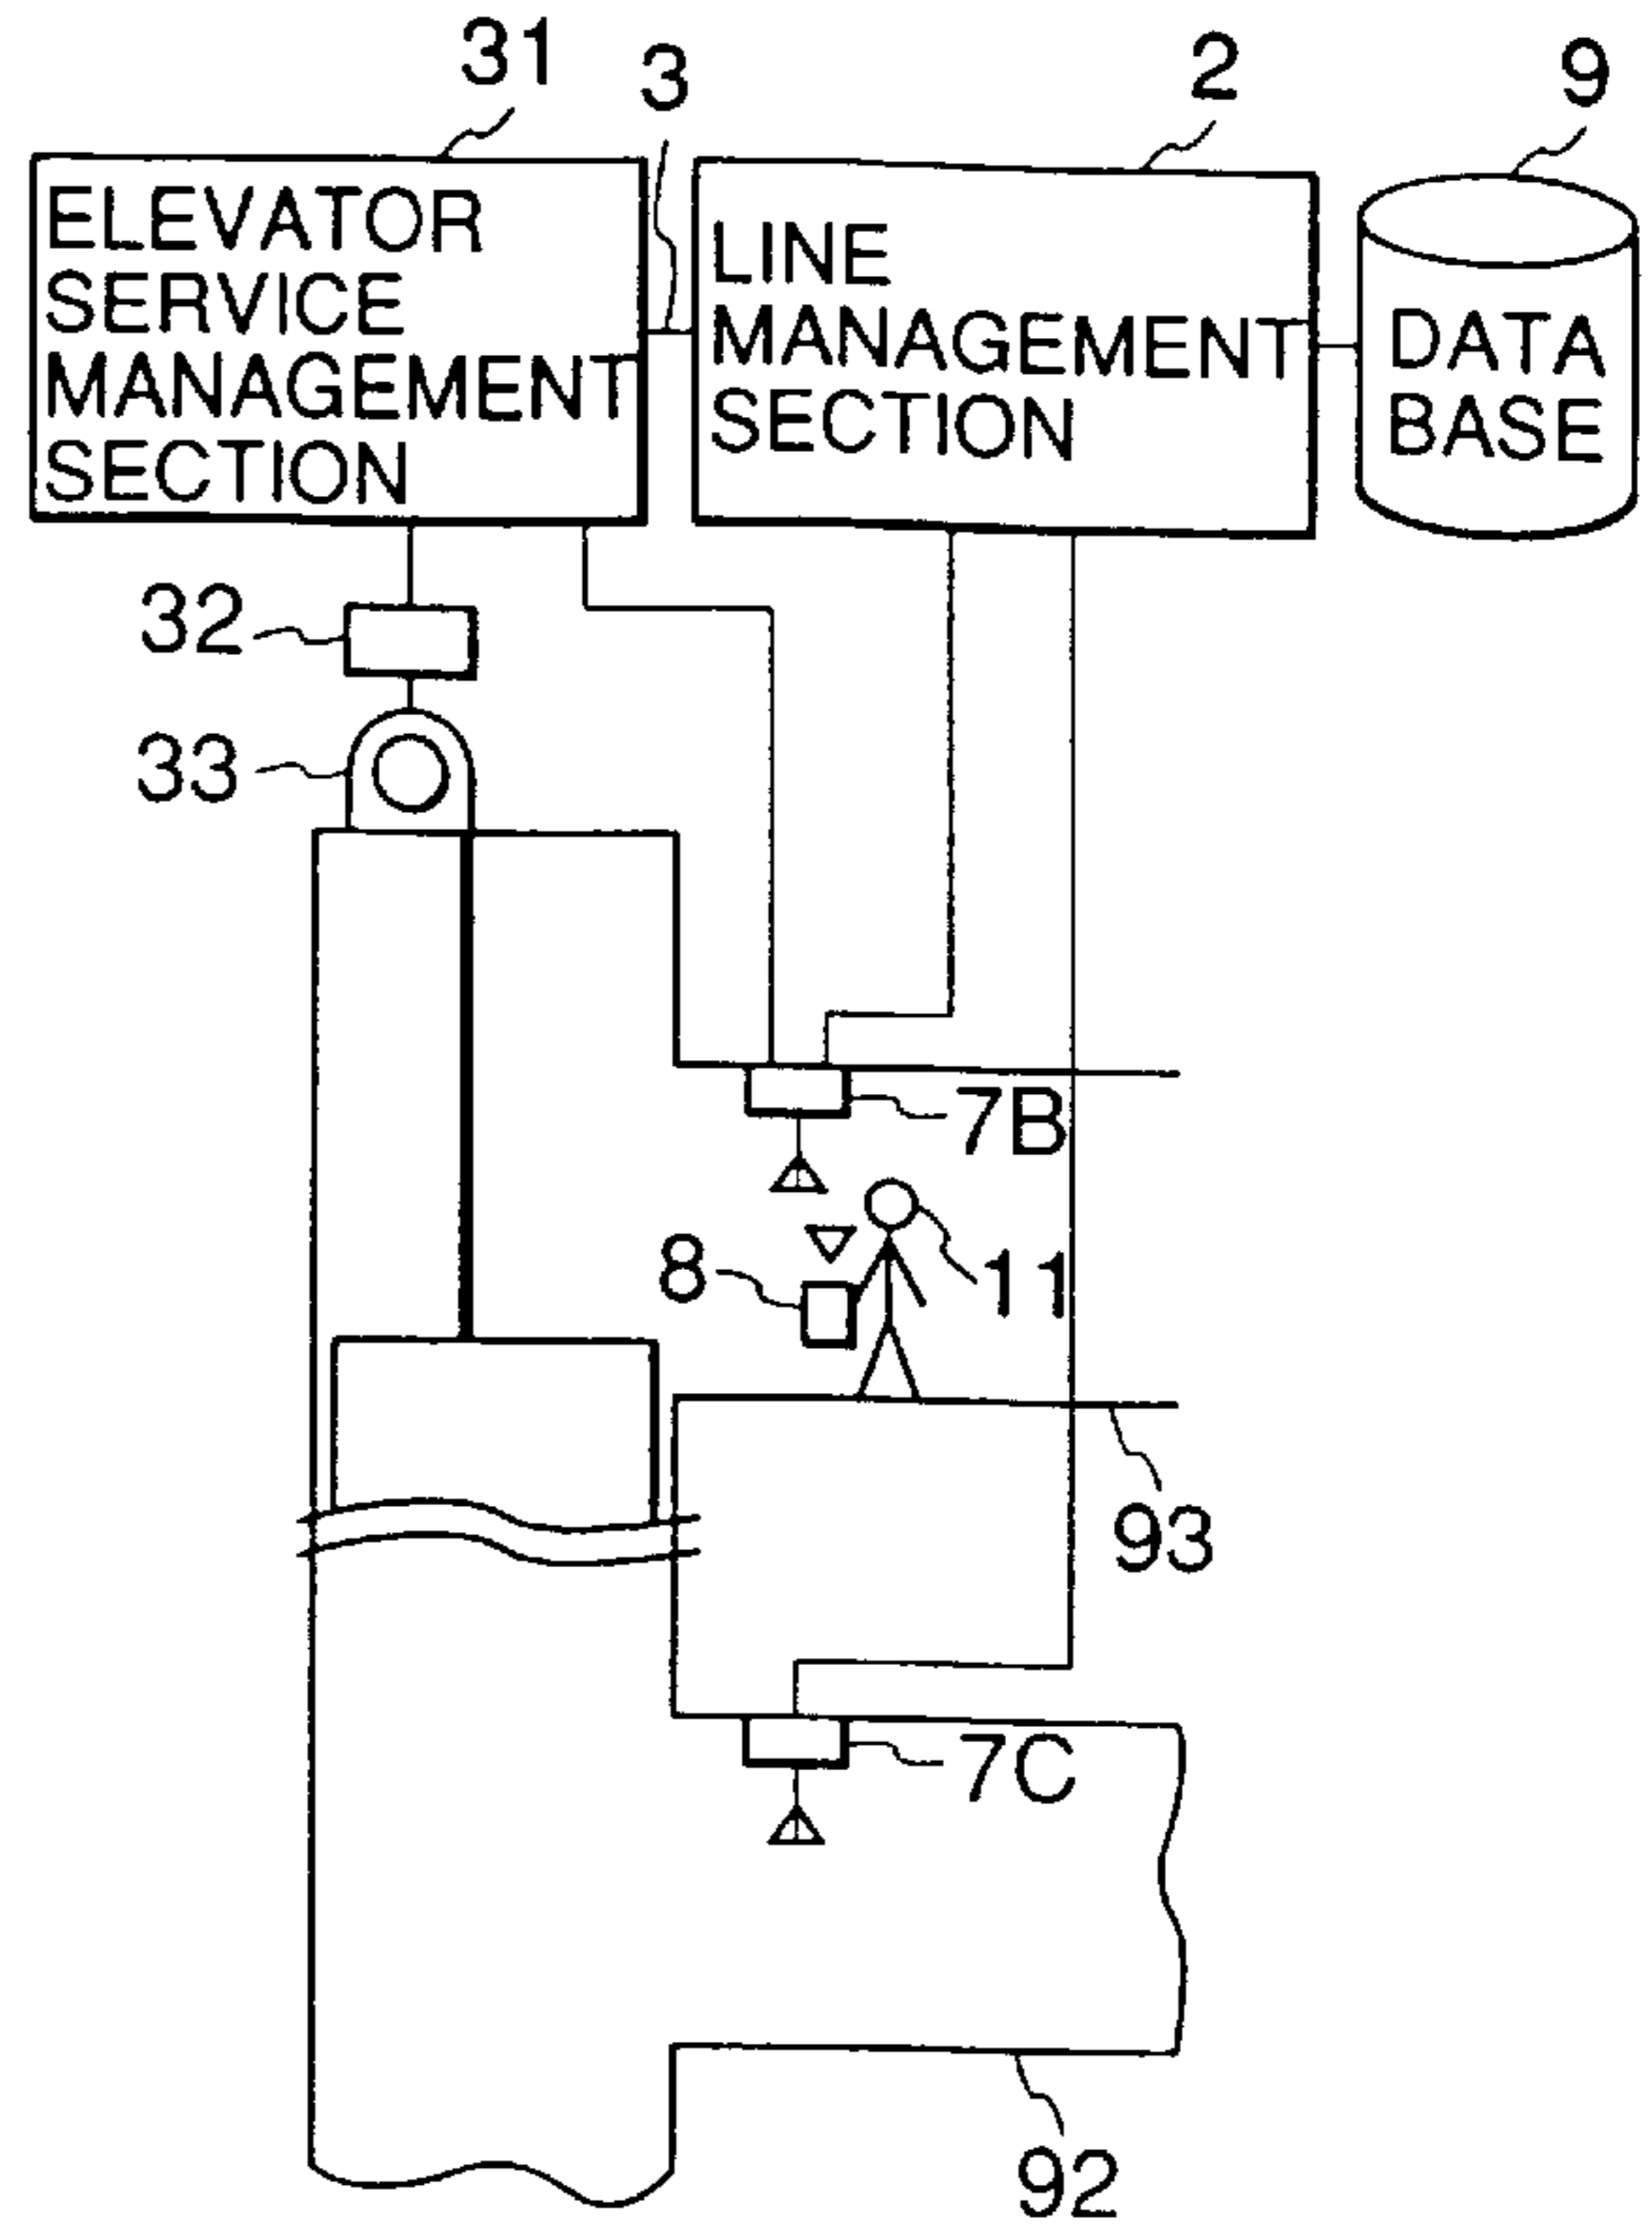 31
3
2
9
ELEVATOR
SERVICE
MANAGEMENT
SECTION
LINE
MANAGEMENT
SECTION
DATA
BASE
32
33
7B
8
11
93
7C
92